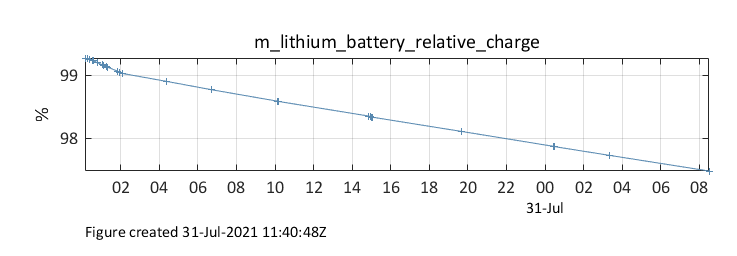 m_lithium_battery_relative_charge
99
98
%
02 04 06 08 10 12 14 16 18 20 22 00 02 04 06 08
31-Jul
Figure created 31-Jul-2021 11:40:48Z